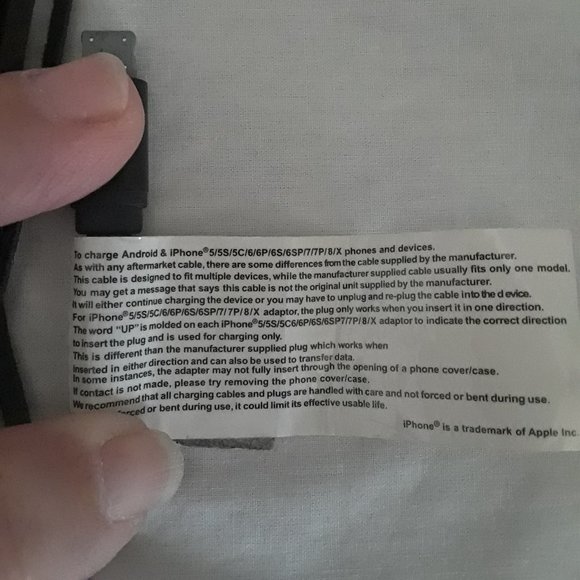 To charge Android & iPhone®5/5S/5C/6/6P/6S/6SP/7/7P/8/X phones and devices.
As with any aftermarket cable, there are some differences from the cable supplied by the manufacturer.
This cable is designed to fit multiple devices, while the manufacturer supplied cable usually fits only one model.
You may get a message that says this cable is not the original unit supplied by the manufacturer.
It will either continue charging the device or you may have to unplug and re-plug the cable into the device.
For iPhone®5/5S/5C/6/6P/6S/6SP/7/7P/8/X adaptor, the plug only works when you insert it in one direction.
The word "UP" is molded on each iPhone®5/5S/5C6/6P/6S/6SP7/7P/8/X adaptor to indicate the correct direction
to insert the plug and is used for charging only.
This is different than the manufacturer supplied plug which works when
inserted in either direction and can also be used to transfer data.
In some instances, the adapter may not fully insert through the opening of a phone cover/case.
If contact is not made, please try removing the phone cover/case.
We recommend that all charging cables and plugs are handled with care and not forced or bent during use.
forced or bent during use, it could limit its effective usable life.
iPhone® is a trademark of Apple Inc.